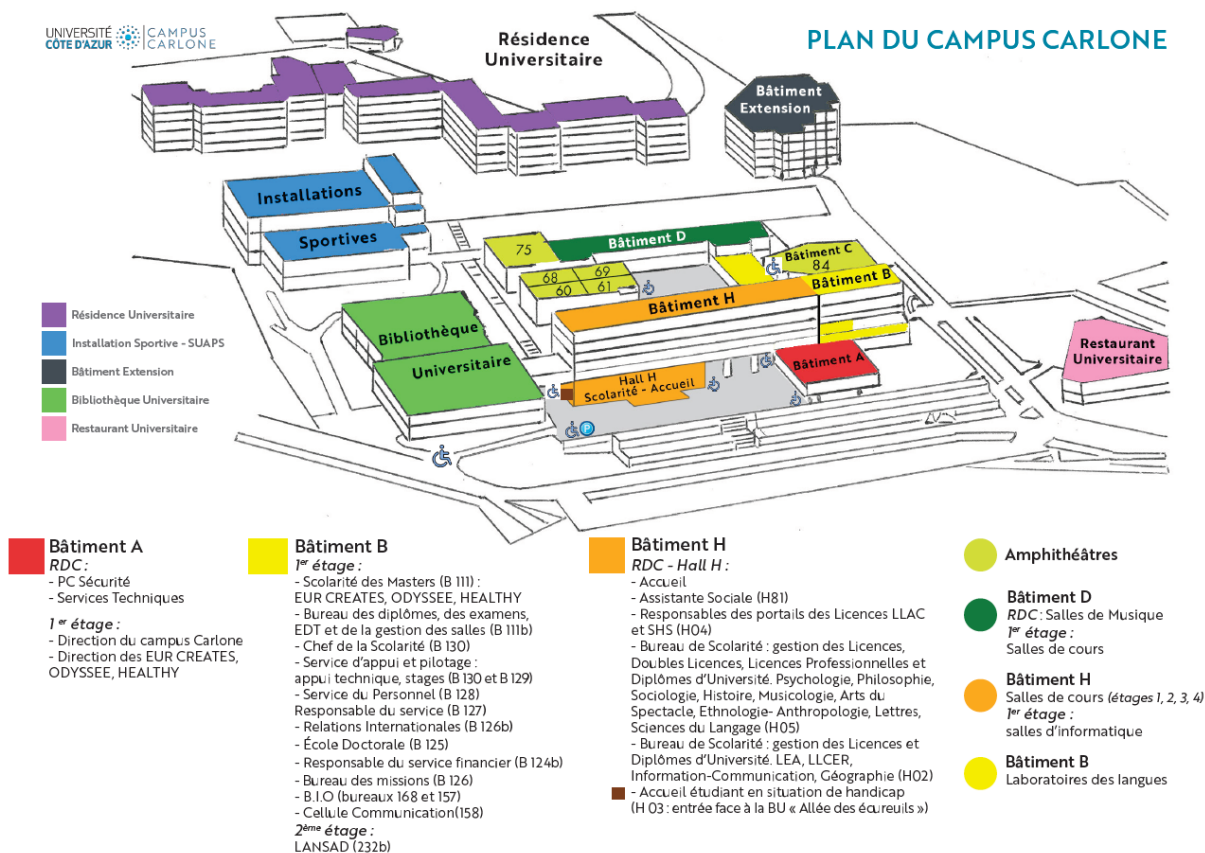 UNIVERSITÉ
CÔTE D'AZUR
CAMPUS
CARLONE
PLAN DU CAMPUS CARLONE
Résidence
Universitaire
Bâtiment
Extension
Installations
Sportives
75
Bâtiment D
68
69
60
61
Bâtiment C
84
Bâtiment B
Bâtiment H
Bibliothèque
Universitaire
Bâtiment A
Hall H
Scolarité - Accueil
P
Restaurant
Universitaire
Résidence Universitaire
Installation Sportive - SUAPS
Bâtiment Extension
Bibliothèque Universitaire
Restaurant Universitaire
Bâtiment A
RDC :
- PC Sécurité
- Services Techniques
1er étage :
- Direction du campus Carlone
- Direction des EUR CREATES,
ODYSSEE, HEALTHY
Bâtiment B
1er étage :
- Scolarité des Masters (B 111) :
EUR CREATES, ODYSSEE, HEALTHY
- Bureau des diplômes, des examens,
EDT et de la gestion des salles (B 111b)
- Chef de la Scolarité (B 130)
- Service d'appui et pilotage :
appui technique, stages (B 130 et B 129)
- Service du Personnel (B 128)
Responsable du service (B 127)
- Relations Internationales (B 126b)
- École Doctorale (B 125)
- Responsable du service financier (B 124b)
- Bureau des missions (B 126)
- B.I.O (bureaux 168 et 157)
- Cellule Communication(158)
2ème étage :
LANSAD (232b)
Bâtiment H
RDC - Hall H :
- Accueil
- Assistante Sociale (H81)
- Responsables des portails des Licences LLAC
et SHS (H04)
- Bureau de Scolarité : gestion des Licences,
Doubles Licences, Licences Professionnelles et
Diplômes d'Université. Psychologie, Philosophie,
Sociologie, Histoire, Musicologie, Arts du
Spectacle, Ethnologie- Anthropologie, Lettres,
Sciences du Langage (H05)
- Bureau de Scolarité : gestion des Licences et
Diplômes d'Université. LEA, LLCER,
Information-Communication, Géographie (H02)
- Accueil étudiant en situation de handicap
(H 03 : entrée face à la BU « Allée des écureuils »)
Amphithéâtres
Bâtiment D
RDC : Salles de Musique
1er étage :
Salles de cours
Bâtiment H
Salles de cours (étages 1, 2, 3, 4)
1er étage :
salles d'informatique
Bâtiment B
Laboratoires des langues